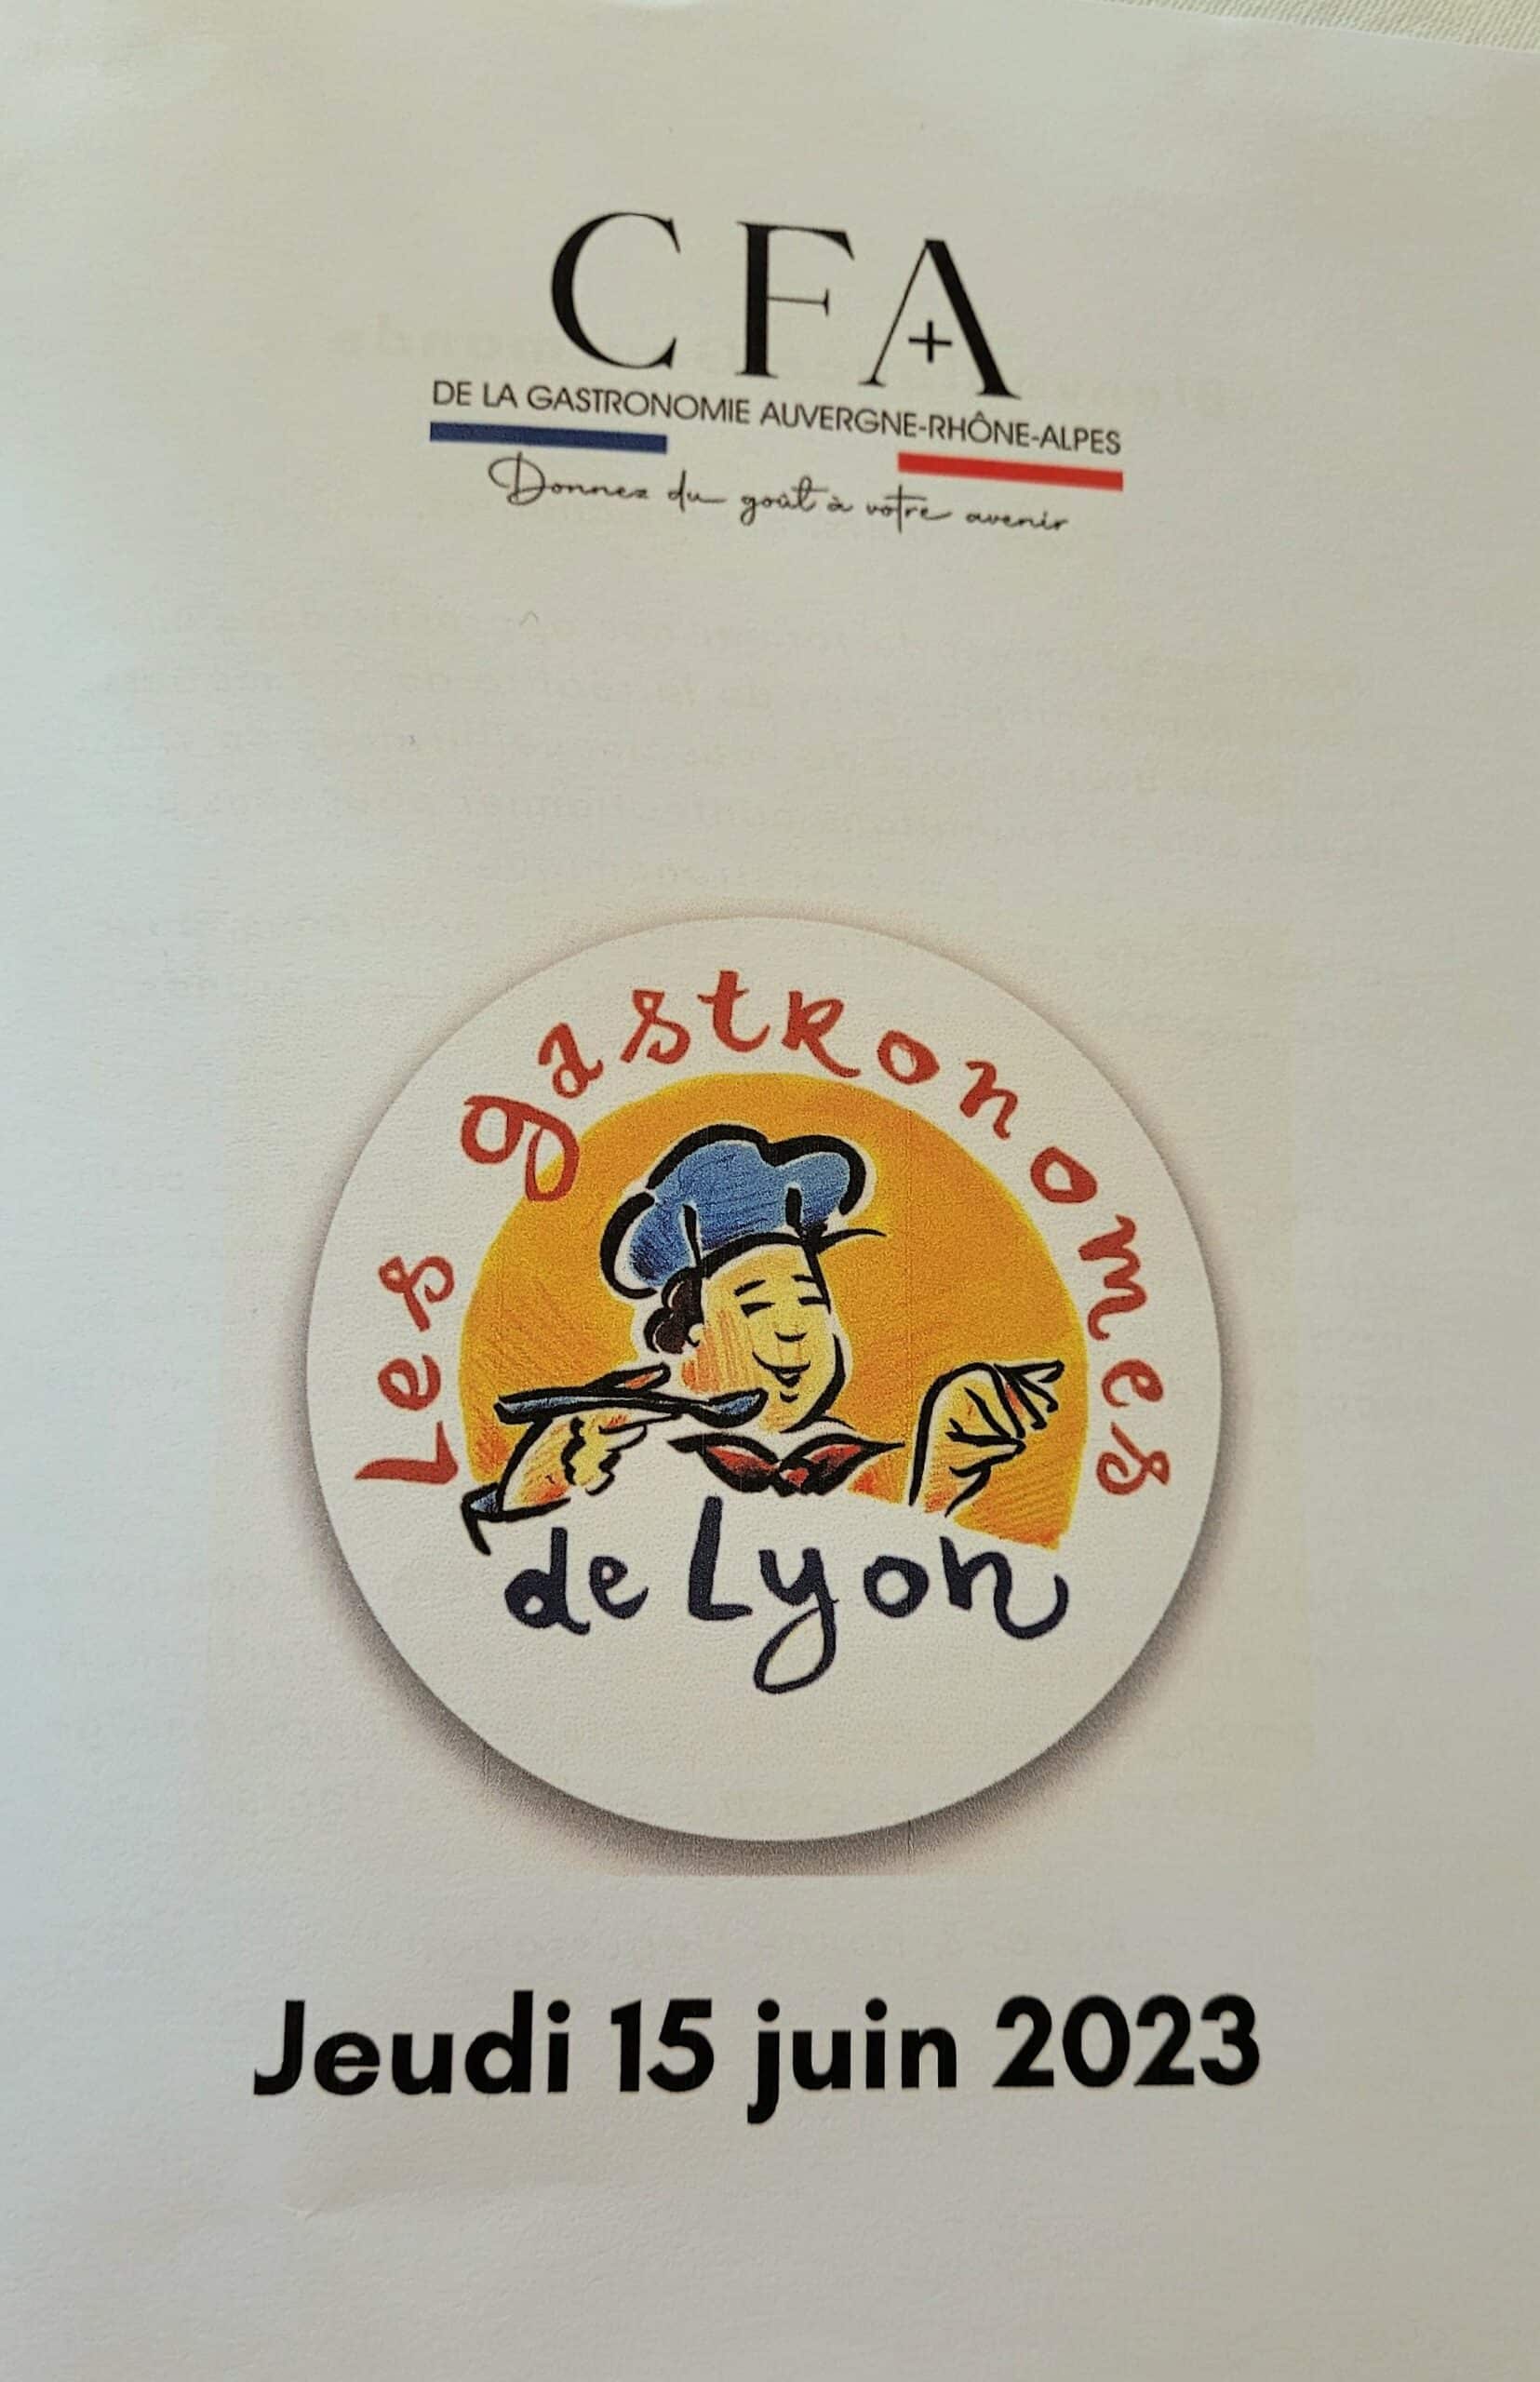 CFA+
DE LA GASTRONOMIE AUVERGNE-RHÔNE-ALPES
Donnez du goût à votre avenir
Les gastronomes
de Lyon
Jeudi 15 juin 2023